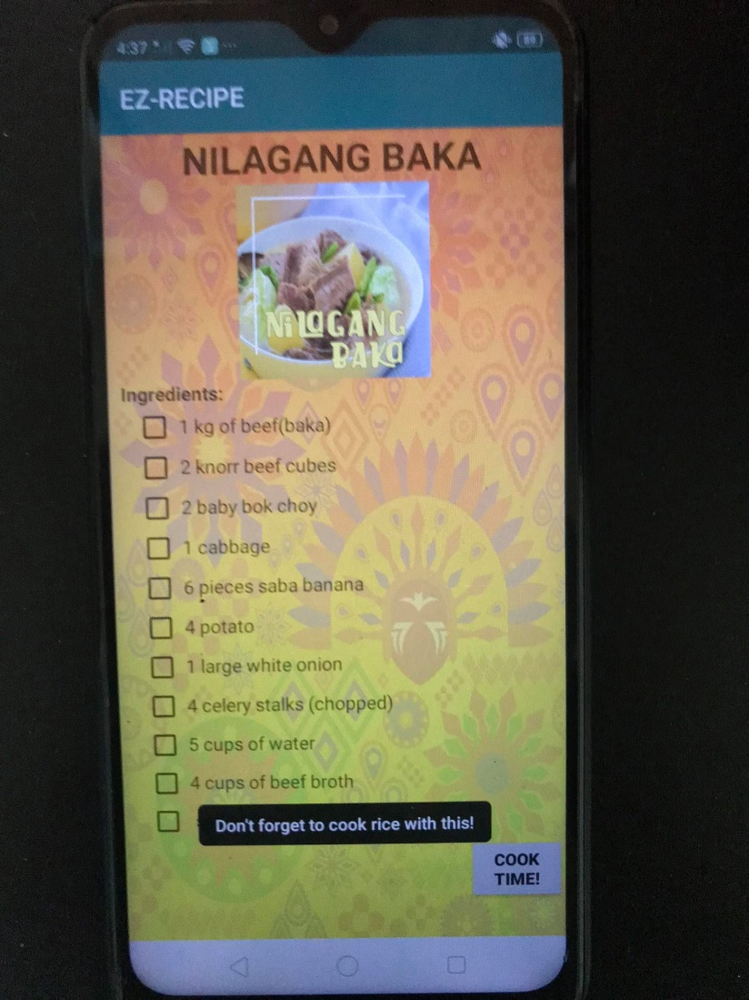 4:37
89
EZ-RECIPE
NILAGANG BAKA
NiLaGANG
BAKa
Ingredients:
1 kg of beef(baka)
2 knorr beef cubes
2 baby bok choy
1 cabbage
6 pieces saba banana
4 potato
1 large white onion
4 celery stalks (chopped)
5 cups of water
4 cups of beef broth
Don't forget to cook rice with this!
COOK
TIME!